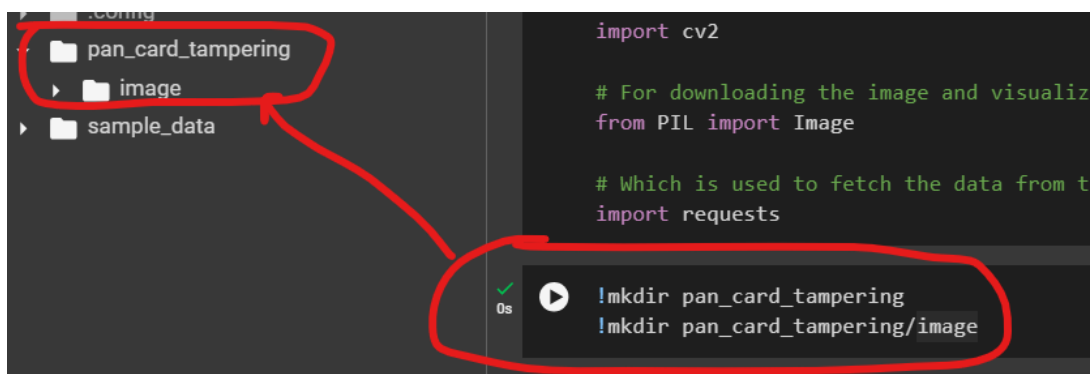 .config
pan_card_tampering
image
sample_data
import cv2
# For downloading the image and visualiz
from PIL import Image
# Which is used to fetch the data from t
import requests
0s
!mkdir pan_card_tampering
!mkdir pan_card_tampering/image